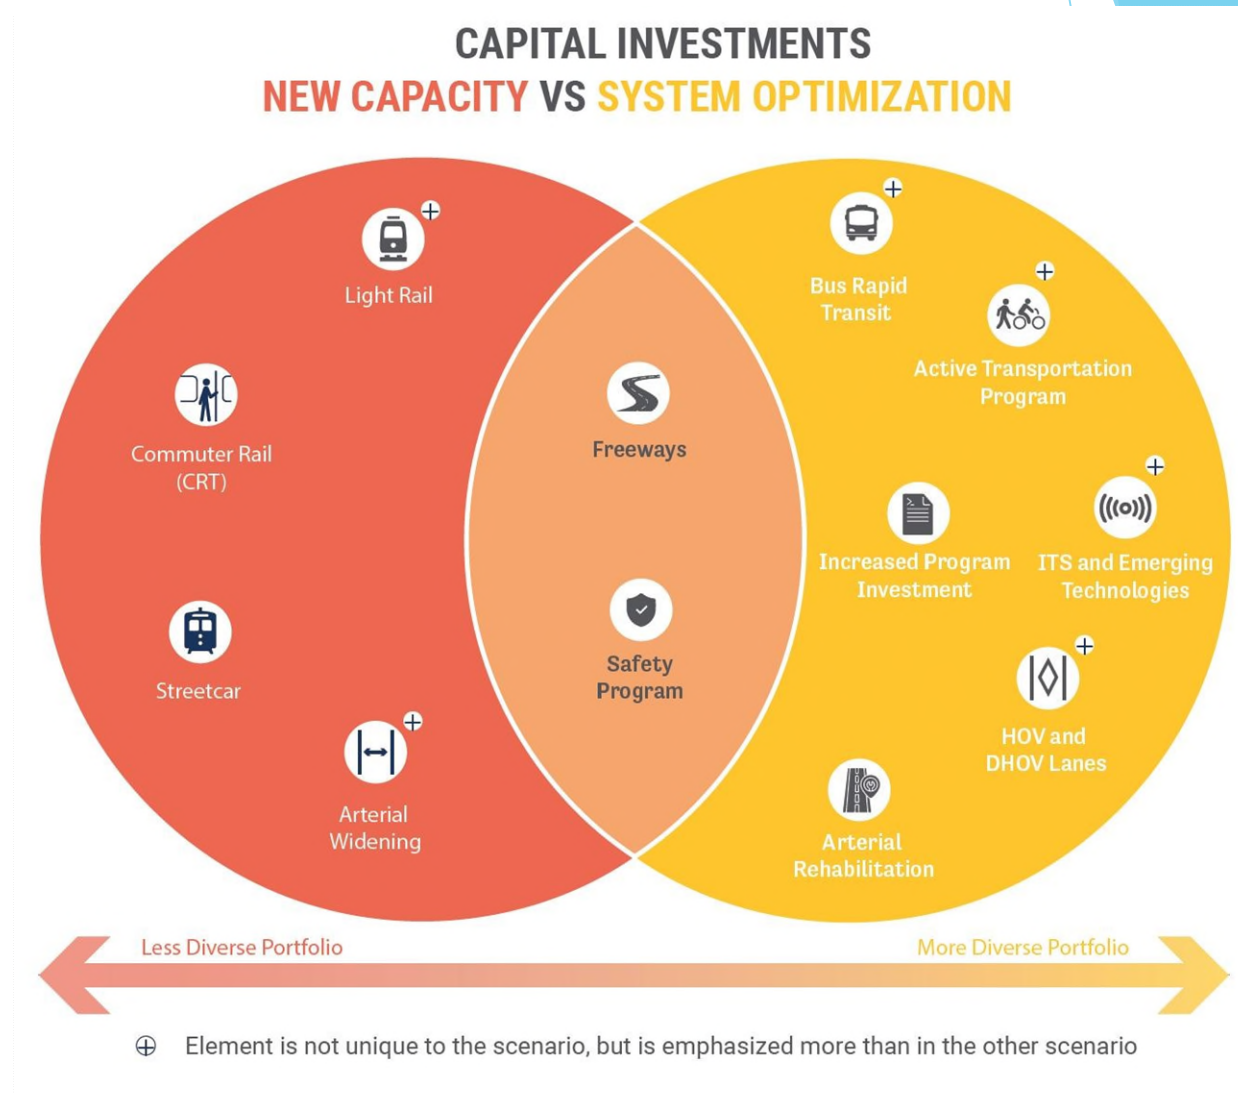 CAPITAL INVESTMENTS
NEW CAPACITY VS SYSTEM OPTIMIZATION
Light Rail
Commuter Rail
(CRT)
Streetcar
Arterial
Widening
Freeways
Safety
Program
Bus Rapid
Transit
Active Transportation
Program
Increased Program
Investment
ITS and Emerging
Technologies
HOV and
DHOV Lanes
Arterial
Rehabilitation
Less Diverse Portfolio
More Diverse Portfolio
Element is not unique to the scenario, but is emphasized more than in the other scenario